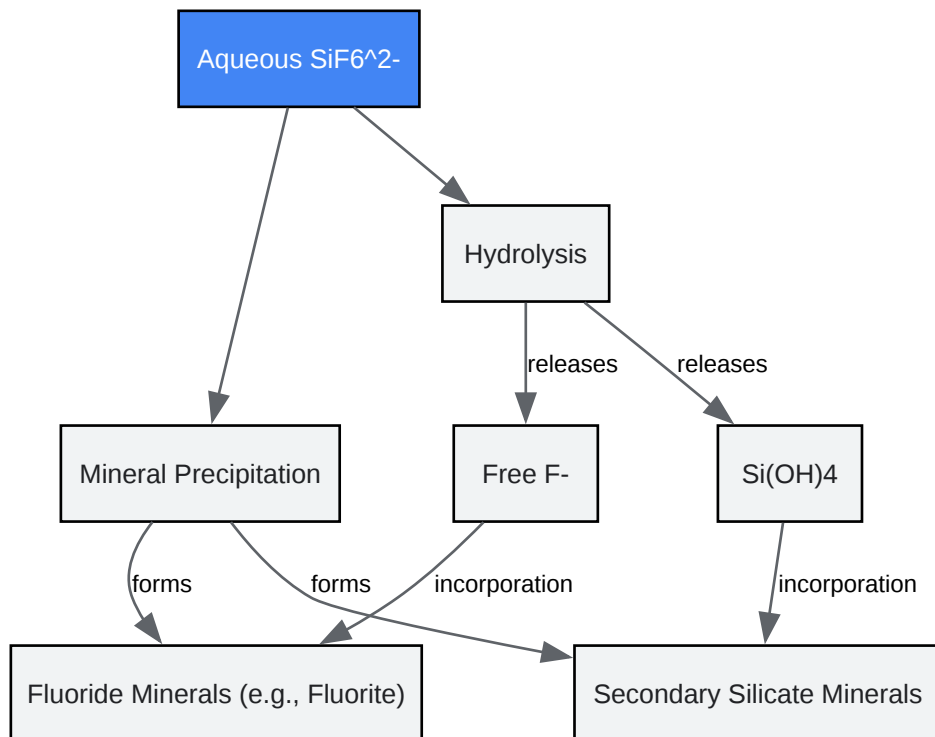 Aqueous SiF6^2-
Hydrolysis
releases
releases
Mineral Precipitation
Free F-
Si(OH)4
forms
forms
incorporation
incorporation
Fluoride Minerals (e.g., Fluorite)
Secondary Silicate Minerals